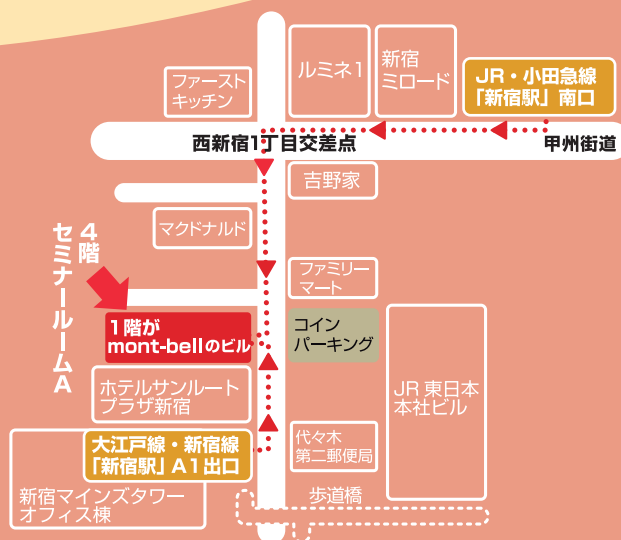 ルミネ1
新宿
ミロード
JR・小田急線
「新宿駅」南口
ファースト
キッチン
西新宿1丁目交差点
甲州街道
吉野家
マクドナルド
4階
セミナールームA
ファミリー
マート
1階が
mont-bellのビル
コイン
パーキング
ホテルサンルート
プラザ新宿
JR東日本
本社ビル
大江戸線・新宿線
「新宿駅」A1出口
代々木
第二郵便局
新宿マインズタワー
オフィス棟
歩道橋